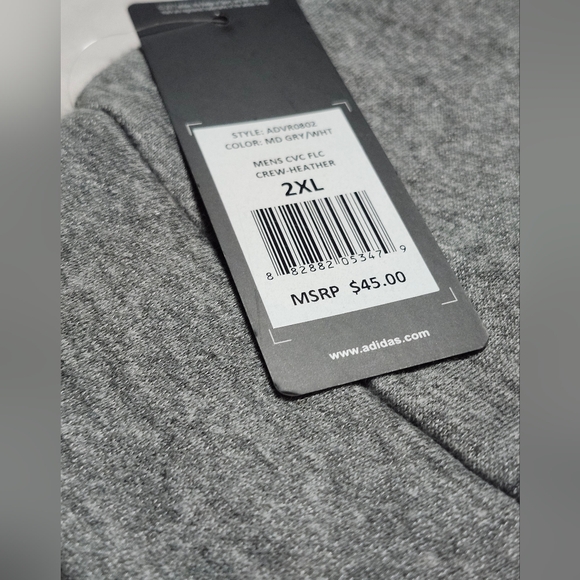 STYLE: ADVR0802
COLOR: MD GRY/WHT
MENS CVC FLC
CREW-HEATHER
2XL
8 82882 05347 9
MSRP $45.00
www.adidas.com